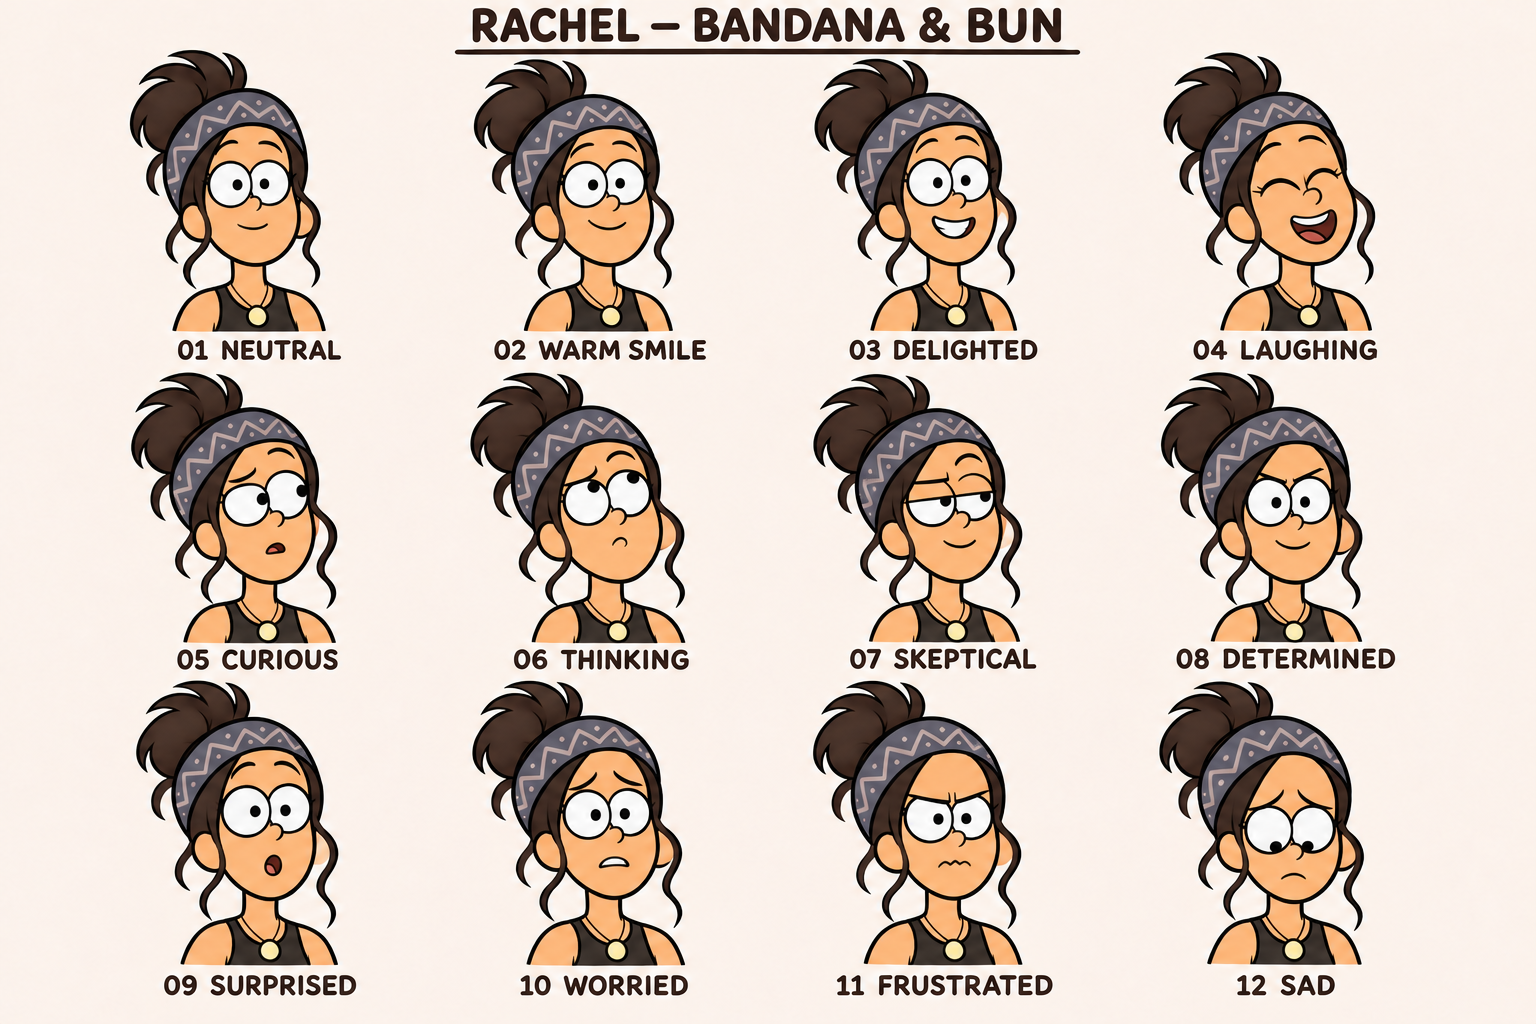 RACHEL – BANDANA & BUN
01 NEUTRAL
02 WARM SMILE
03 DELIGHTED
04 LAUGHING
05 CURIOUS
06 THINKING
07 SKEPTICAL
08 DETERMINED
09 SURPRISED
10 WORRIED
11 FRUSTRATED
12 SAD